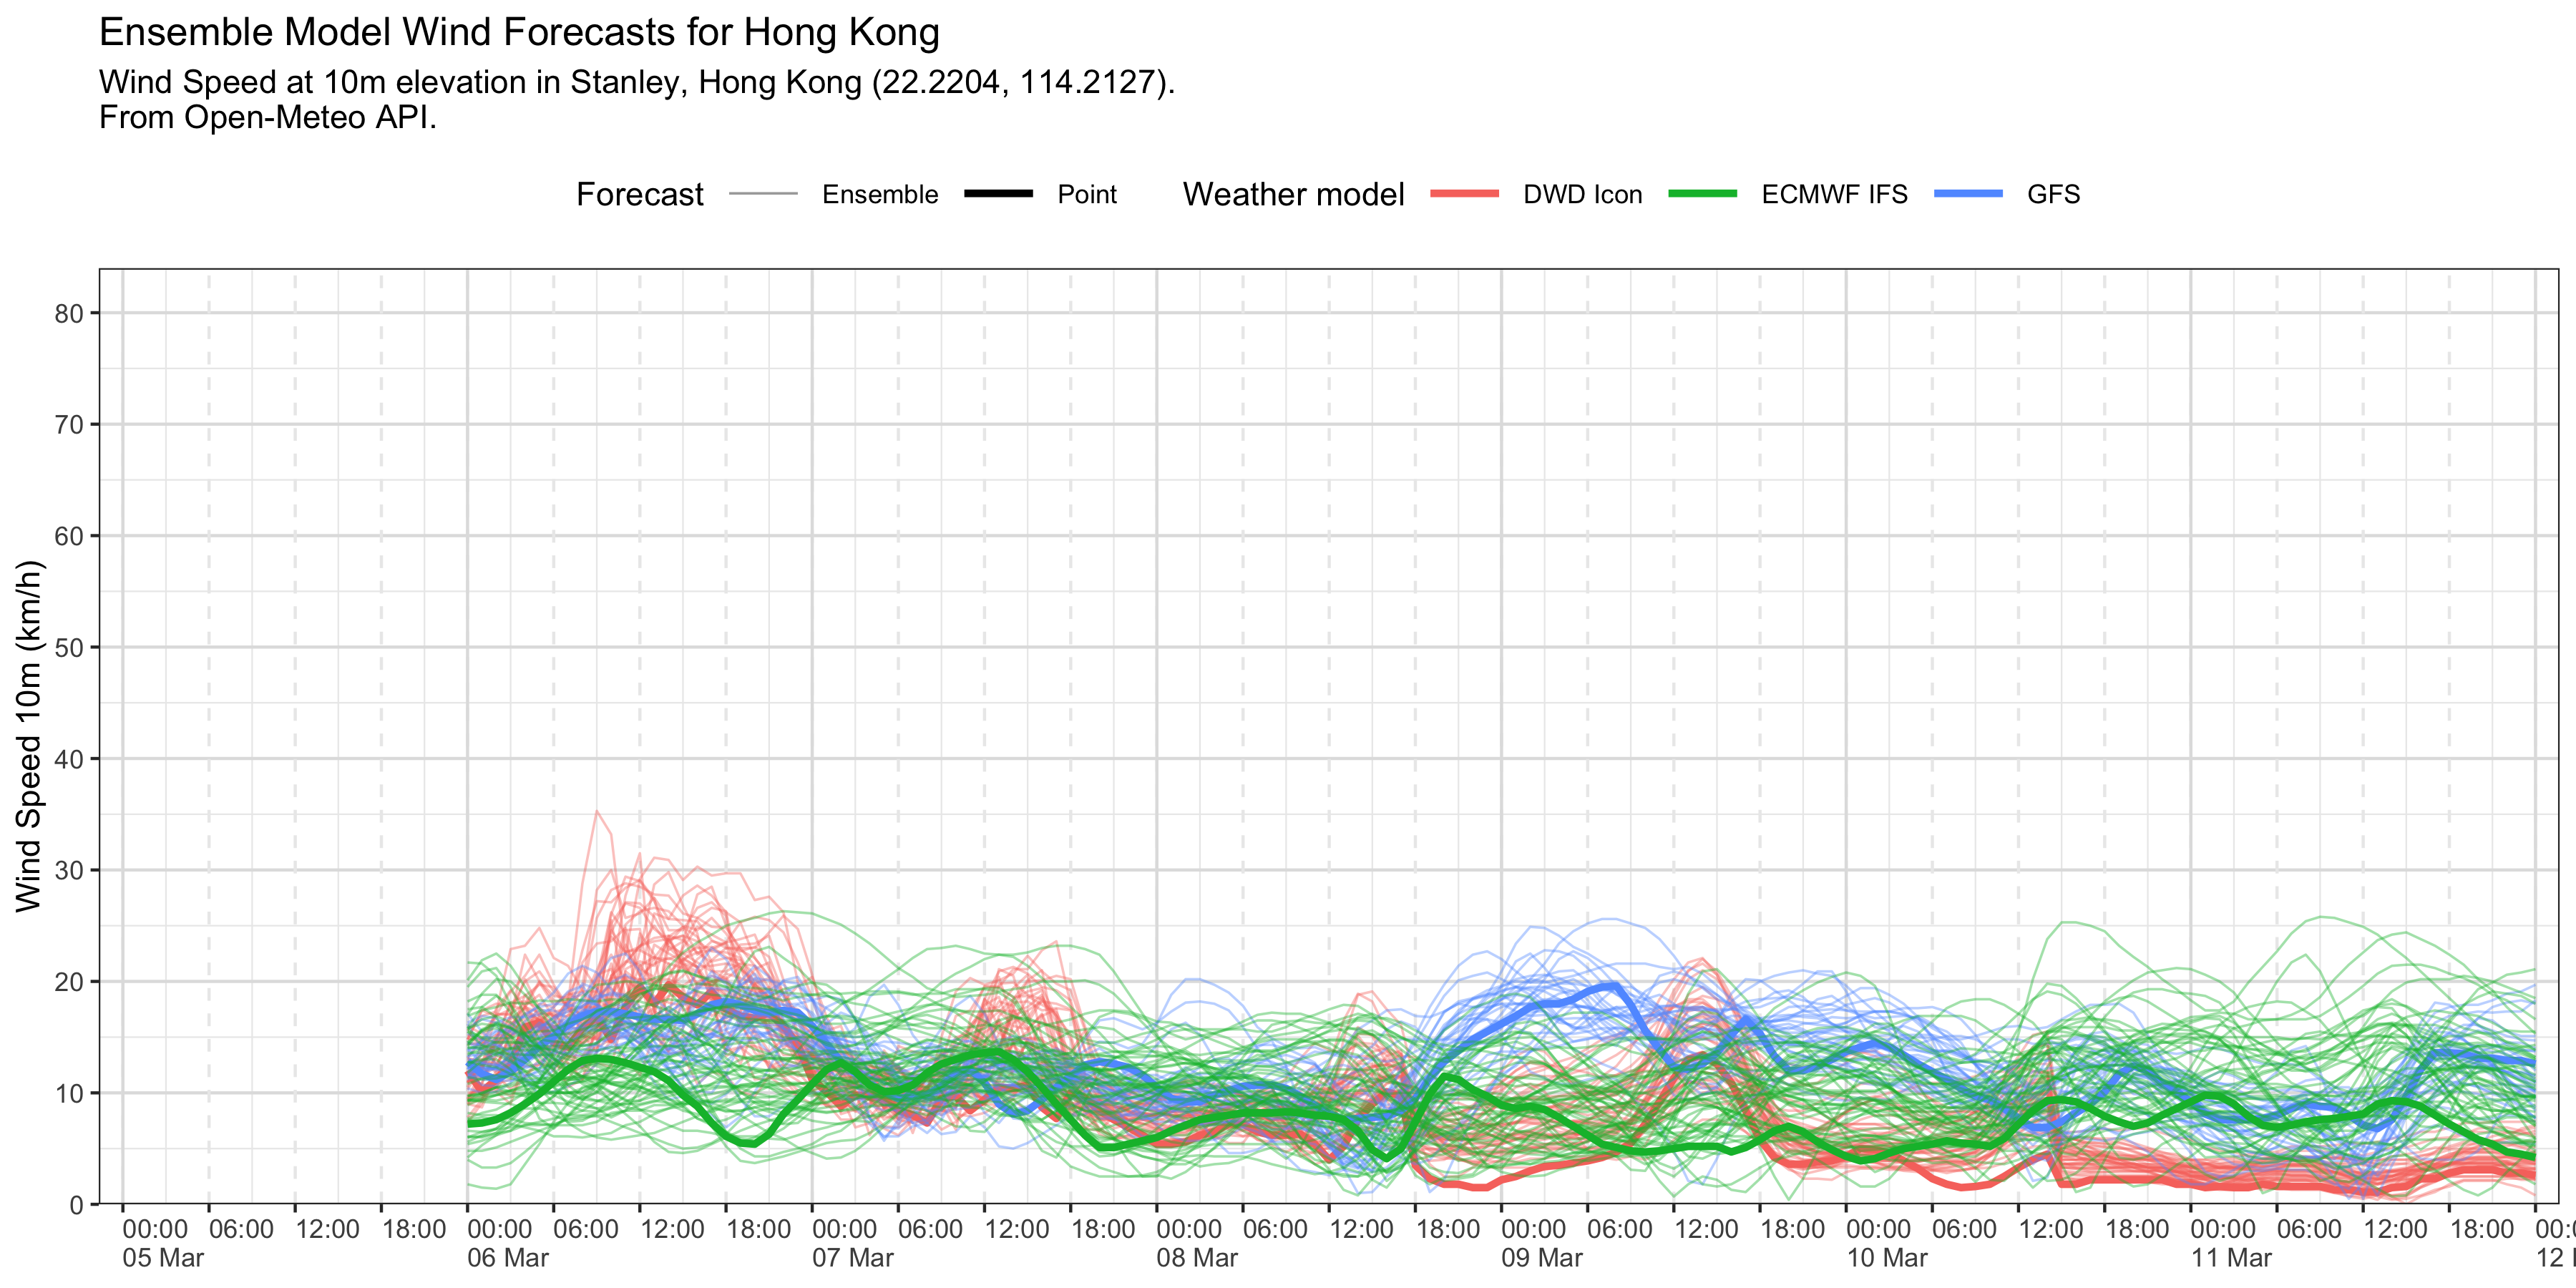 Ensemble Model Wind Forecasts for Hong Kong
Wind Speed at 10m elevation in Stanley, Hong Kong (22.2204, 114.2127).
From Open-Meteo API.
Forecast Ensemble Point Weather model DWD Icon ECMWF IFS GFS
Wind Speed 10m (km/h)
80
70
60
50
40
30
20
10
0
00:00 06:00 12:00 18:00 00:00 06:00 12:00 18:00 00:00 06:00 12:00 18:00 00:00 06:00 12:00 18:00 00:00 06:00 12:00 18:00 00:00 06:00 12:00 18:00 00:00 06:00 12:00 18:00
05 Mar 06 Mar 07 Mar 08 Mar 09 Mar 10 Mar 11 Mar 12